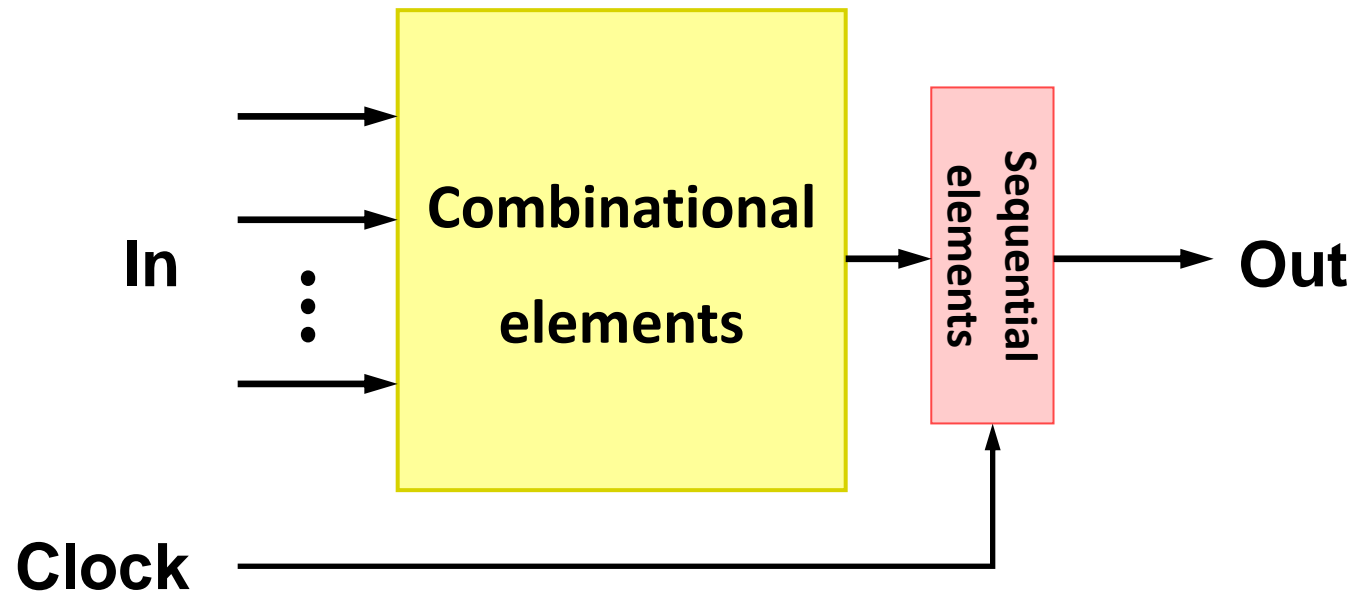 In
Combinational
elements
Sequential
elements
Out
Clock